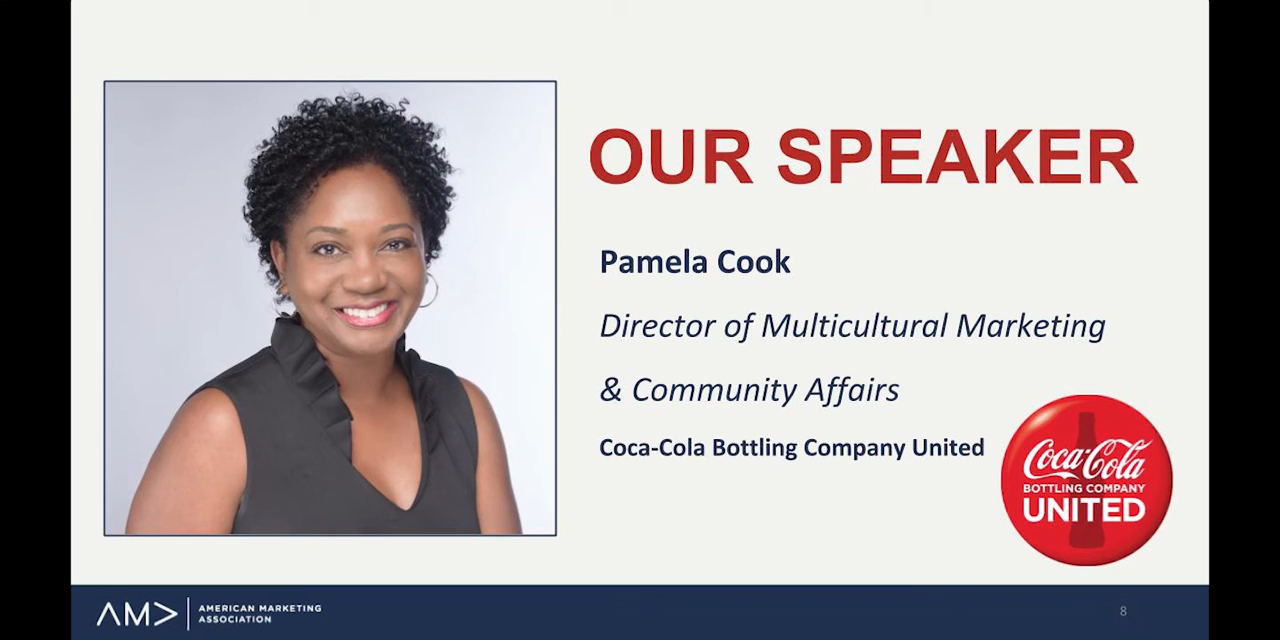 OUR SPEAKER
Pamela Cook
Director of Multicultural Marketing
& Community Affairs
Coca-Cola Bottling Company United
Coca-Cola
BOTTLING COMPANY
UNITED
AMA
AMERICAN MARKETING
ASSOCIATION
8